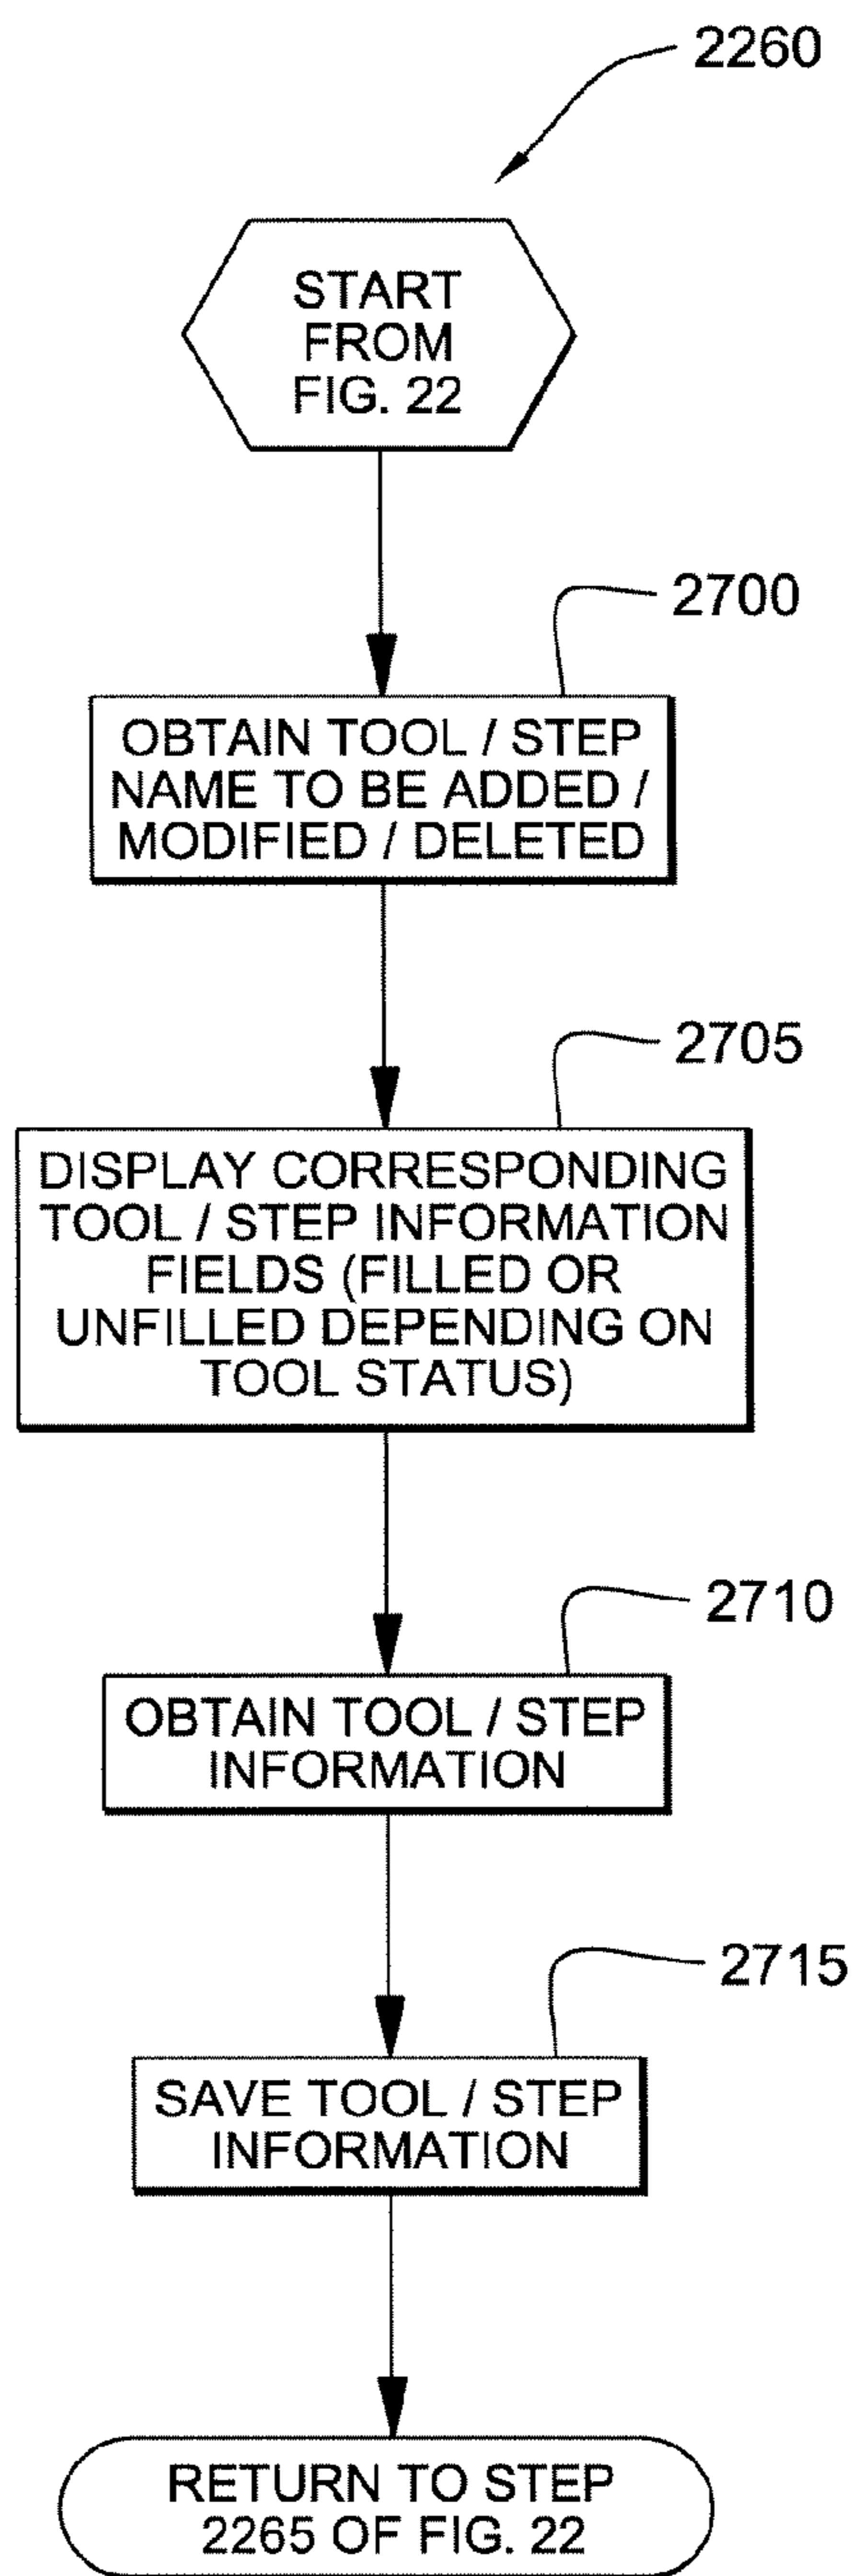 2260
START
FROM
FIG. 22
2700
OBTAIN TOOL / STEP
NAME TO BE ADDED /
MODIFIED / DELETED
2705
DISPLAY CORRESPONDING
TOOL / STEP INFORMATION
FIELDS (FILLED OR
UNFILLED DEPENDING ON
TOOL STATUS)
2710
OBTAIN TOOL / STEP
INFORMATION
2715
SAVE TOOL / STEP
INFORMATION
RETURN TO STEP
2265 OF FIG. 22